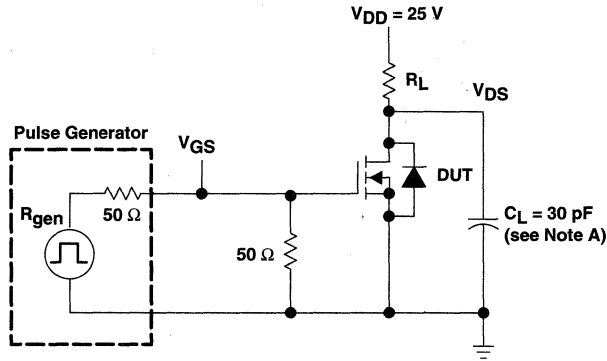 VDD = 25 V
RL
VDS
Pulse Generator
VGS
Rgen
50 Ω
DUT
50 Ω
CL = 30 pF
(see Note A)